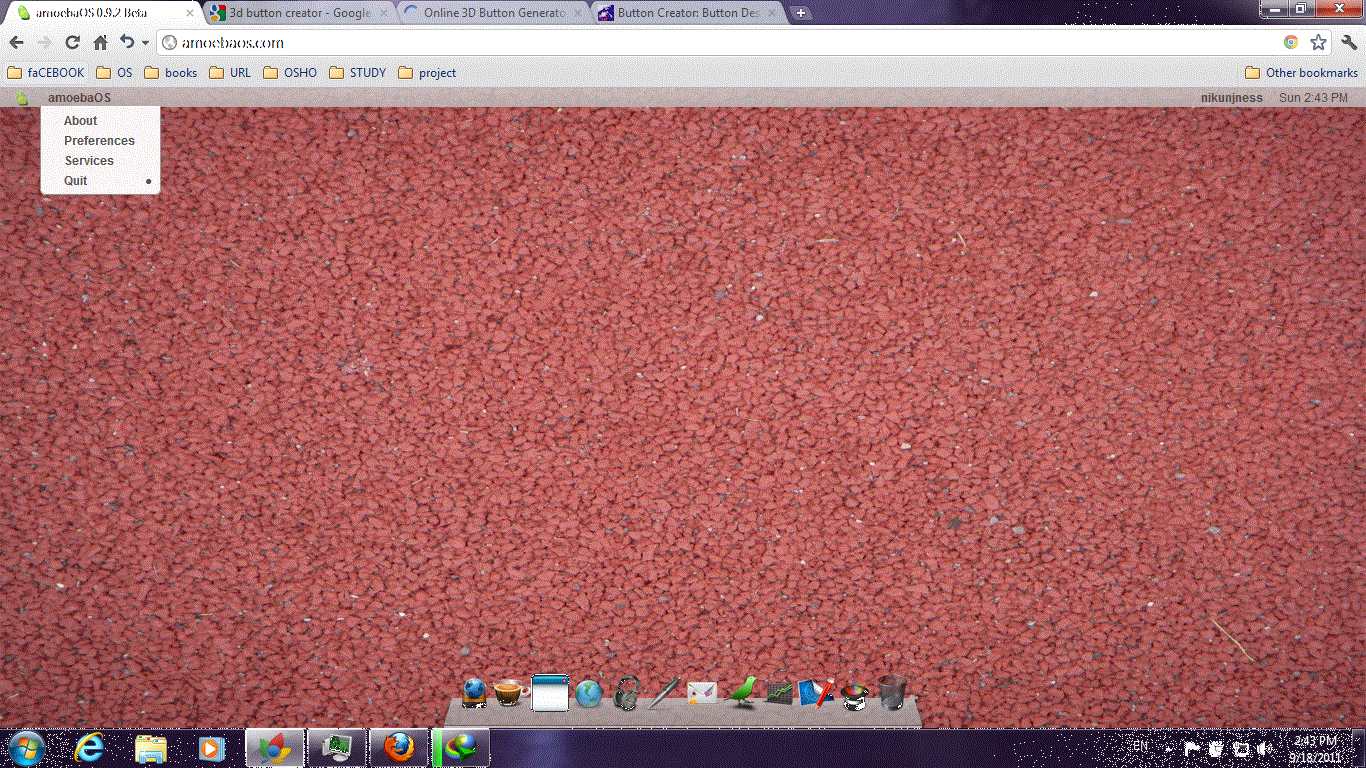 amoebaOS 0.9.2 Beta
3d button creator - Google
Online 3D Button Generato
Button Creator: Button Des
amoebaos.com
faCEBOOK OS books URL OSHO STUDY project Other bookmarks
amoebaOS nikunjness Sun 2:43 PM
About
Preferences
Services
Quit
EN
2:43 PM
9/18/2011